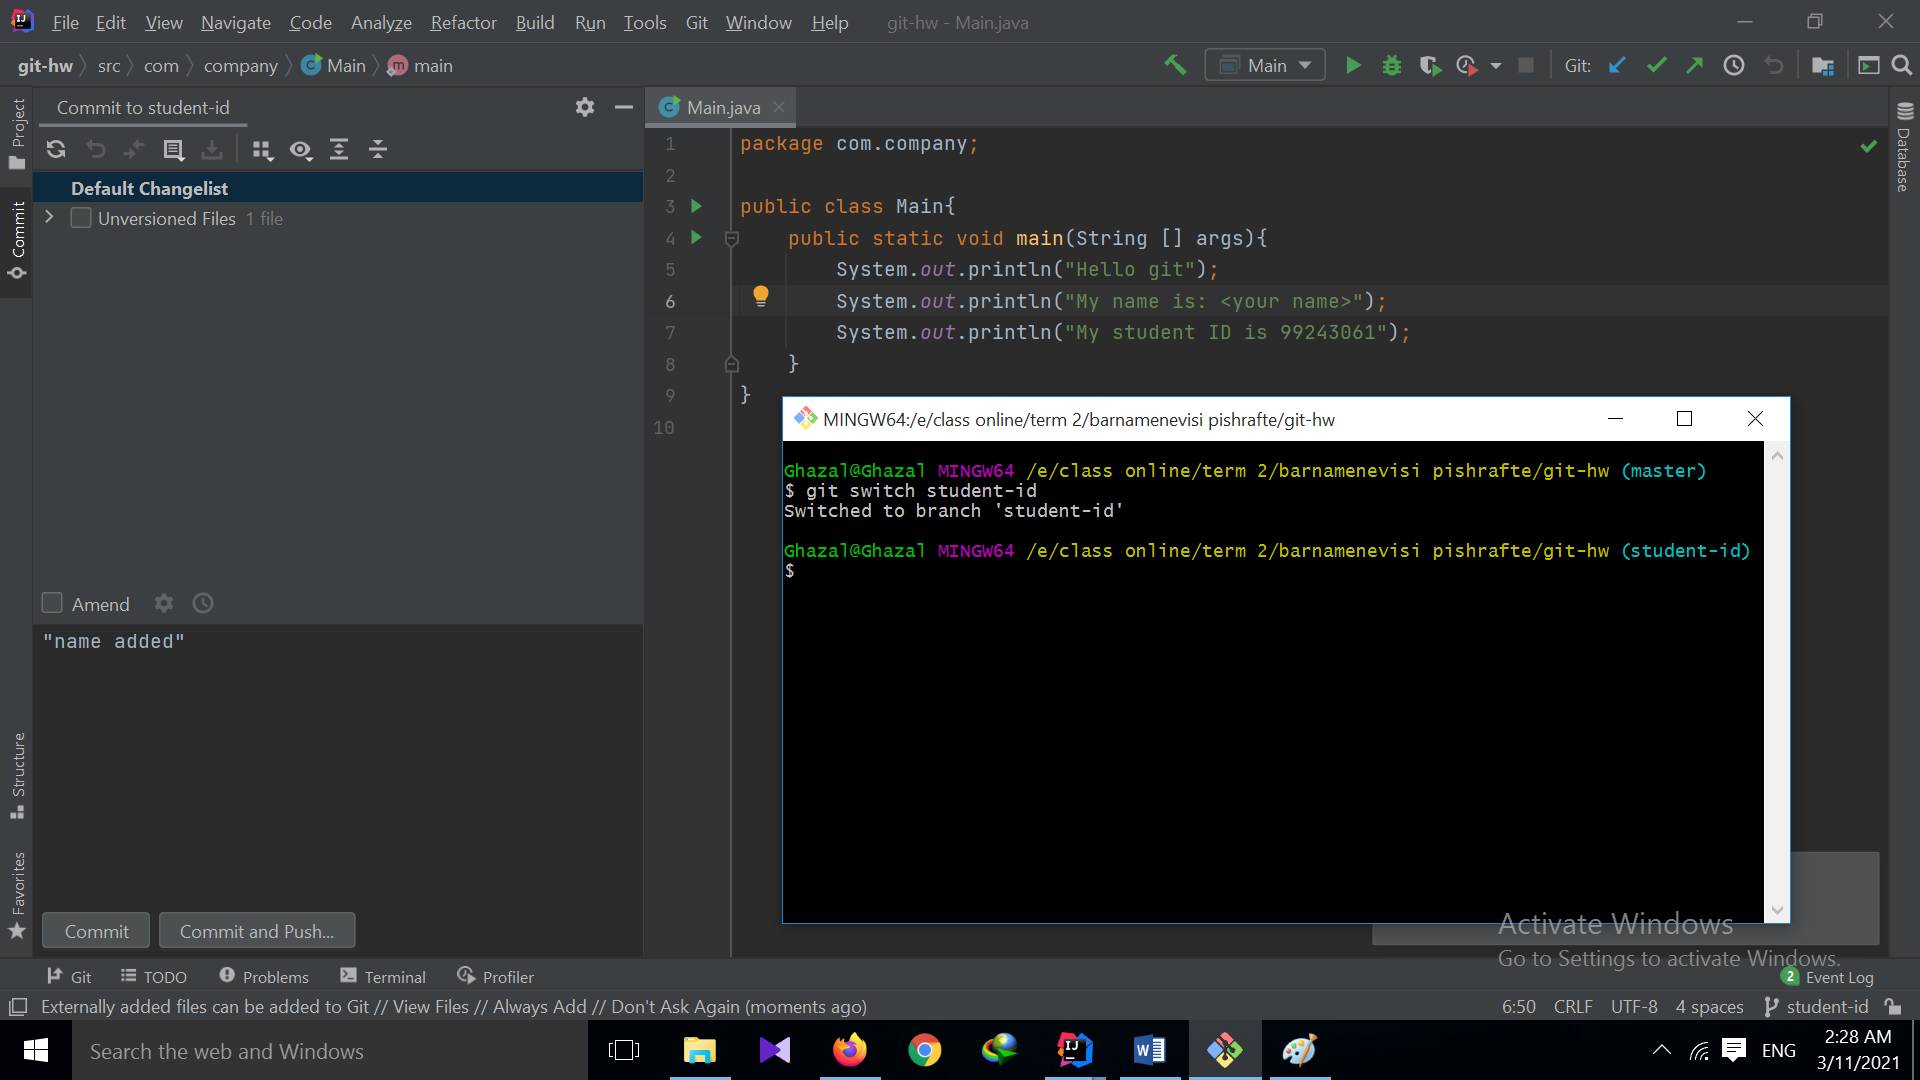 File Edit View Navigate Code Analyze Refactor Build Run Tools Git Window Help git-hw - Main.java
git-hw src com company Main main
Main Git:
Project
Commit
Structure
Favorites
Commit to student-id
Default Changelist
Unversioned Files 1 file
Amend
"name added"
Commit Commit and Push...
Main.java
1 package com.company;
2
3 public class Main{
4 public static void main(String [] args){
5 System.out.println("Hello git");
6 System.out.println("My name is: <your name>");
7 System.out.println("My student ID is 99243061");
8 }
9 }
10
Database
MINGW64:/e/class online/term 2/barnamenevisi pishrafte/git-hw
Ghazal@Ghazal MINGW64 /e/class online/term 2/barnamenevisi pishrafte/git-hw (master)
$ git switch student-id
Switched to branch 'student-id'
Ghazal@Ghazal MINGW64 /e/class online/term 2/barnamenevisi pishrafte/git-hw (student-id)
$
Activate Windows
Go to Settings to activate Windows.
Git TODO Problems Terminal Profiler 2 Event Log
Externally added files can be added to Git // View Files // Always Add // Don't Ask Again (moments ago) 6:50 CRLF UTF-8 4 spaces student-id
Search the web and Windows
ENG
2:28 AM
3/11/2021